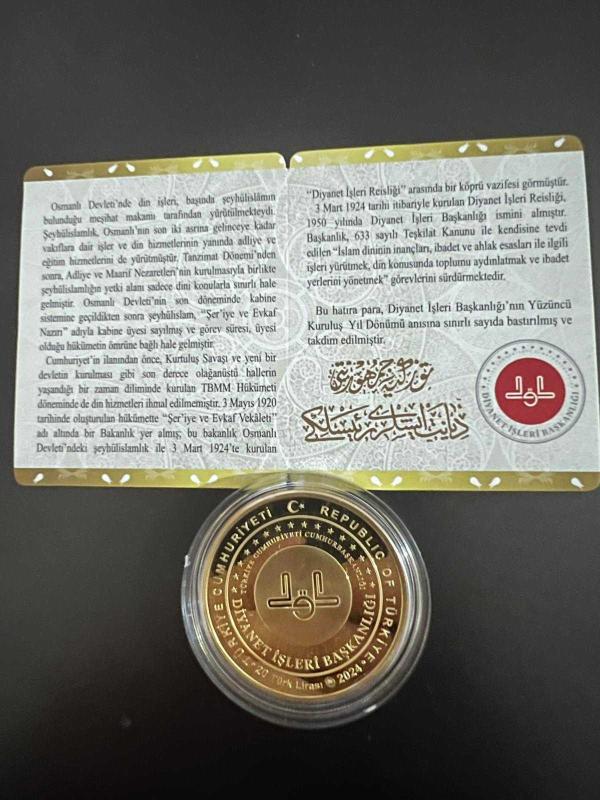 Osmanlı Devleti'nde din işleri, başında şeyhülislâmın
bulunduğu meşihat makamı tarafından yürütülmekteydi.
Şeyhülislamlık, Osmanlı'nın son iki asrına gelinceye kadar
vakıflara dair işler ve din hizmetlerinin yanında adliye ve
eğitim hizmetlerini de yürütmüştür. Tanzimat Dönemi'nden
sonra, Adliye ve Maarif Nezaretleri'nin kurulmasıyla birlikte
şeyhülislamlığın yetki alanı sadece dini konularla sınırlı hale
gelmiştir. Osmanlı Devleti'nin son döneminde kabine
sistemine geçildikten sonra şeyhülislam, "Şer'iye ve Evkaf
Nazırı" adıyla kabine üyesi sayılmış ve görev süresi, üyesi
olduğu hükümetin ömrüne bağlı hale gelmiştir.
Cumhuriyet'in ilanından önce, Kurtuluş Savaşı ve yeni bir
devletin kurulması gibi son derece olağanüstü hallerin
yaşandığı bir zaman diliminde kurulan TBMM Hükümeti
döneminde de din hizmetleri ihmal edilmemiştir. 3 Mayıs 1920
tarihinde oluşturulan hükümette "Şer'iye ve Evkaf Vekâleti"
adı altında bir Bakanlık yer almış; bu bakanlık Osmanlı
Devleti'ndeki şeyhülislamlık ile 3 Mart 1924'te kurulan
"Diyanet İşleri Reisliği" arasında bir köprü vazifesi görmüştür.
3 Mart 1924 tarihi itibariyle kurulan Diyanet İşleri Reisliği,
1950 yılında Diyanet İşleri Başkanlığı ismini almıştır.
Başkanlık, 633 sayılı Teşkilat Kanunu ile kendisine tevdi
edilen "İslam dininin inançları, ibadet ve ahlak esasları ile ilgili
işleri yürütmek, din konusunda toplumu aydınlatmak ve ibadet
yerlerini yönetmek" görevlerini sürdürmektedir.
Bu hatıra para, Diyanet İşleri Başkanlığı'nın Yüzüncü
Kuruluş Yıl Dönümü anısına sınırlı sayıda bastırılmış ve
takdim edilmiştir.
DİYANET İŞLERİ BAŞKANLIĞI
TÜRKİYE CUMHURİYETİ REPUBLIC OF TÜRKİYE
TÜRKİYE CUMHURİYETİ CUMHURBAŞKANLIĞI
DİYANET İŞLERİ BAŞKANLIĞI
20 Türk Lirası 2024